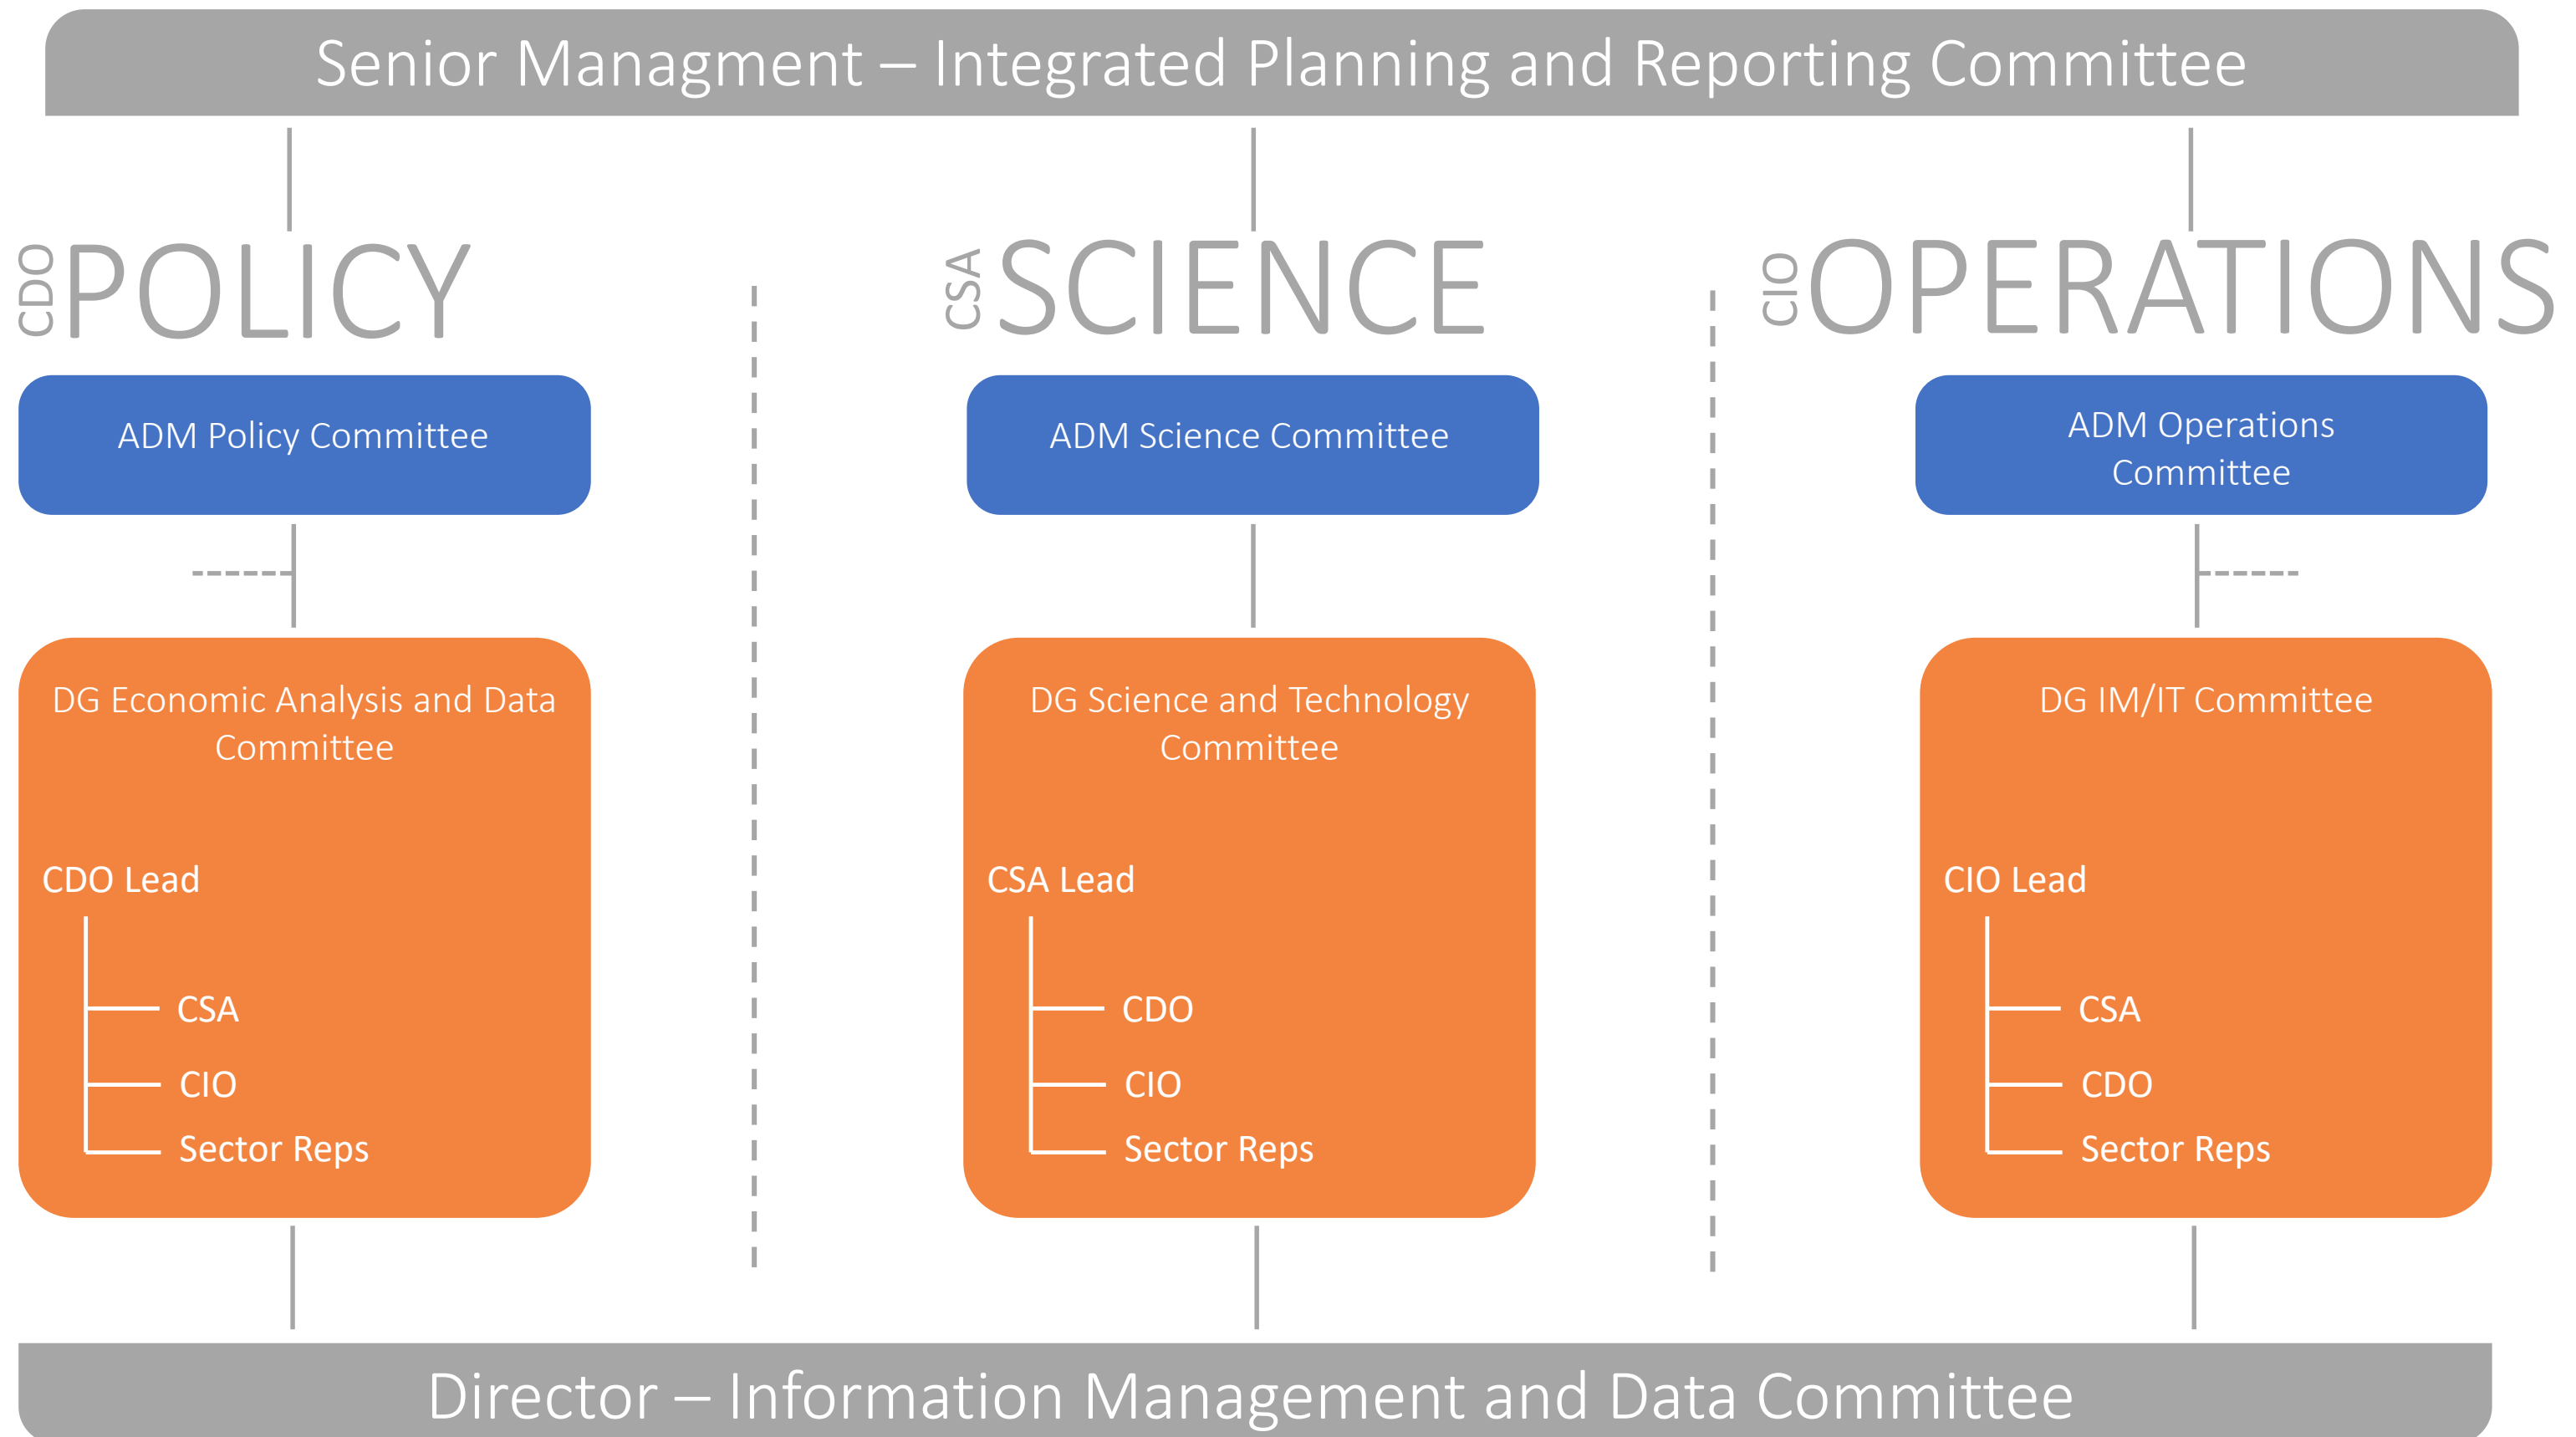 Senior Managment – Integrated Planning and Reporting Committee
CDO
POLICY
CSA
SCIENCE
CIO
OPERATIONS
ADM Policy Committee
ADM Science Committee
ADM Operations
Committee
DG Economic Analysis and Data
Committee
CDO Lead
CSA
CIO
Sector Reps
DG Science and Technology
Committee
CSA Lead
CDO
CIO
Sector Reps
DG IM/IT Committee
CIO Lead
CSA
CDO
Sector Reps
Director – Information Management and Data Committee